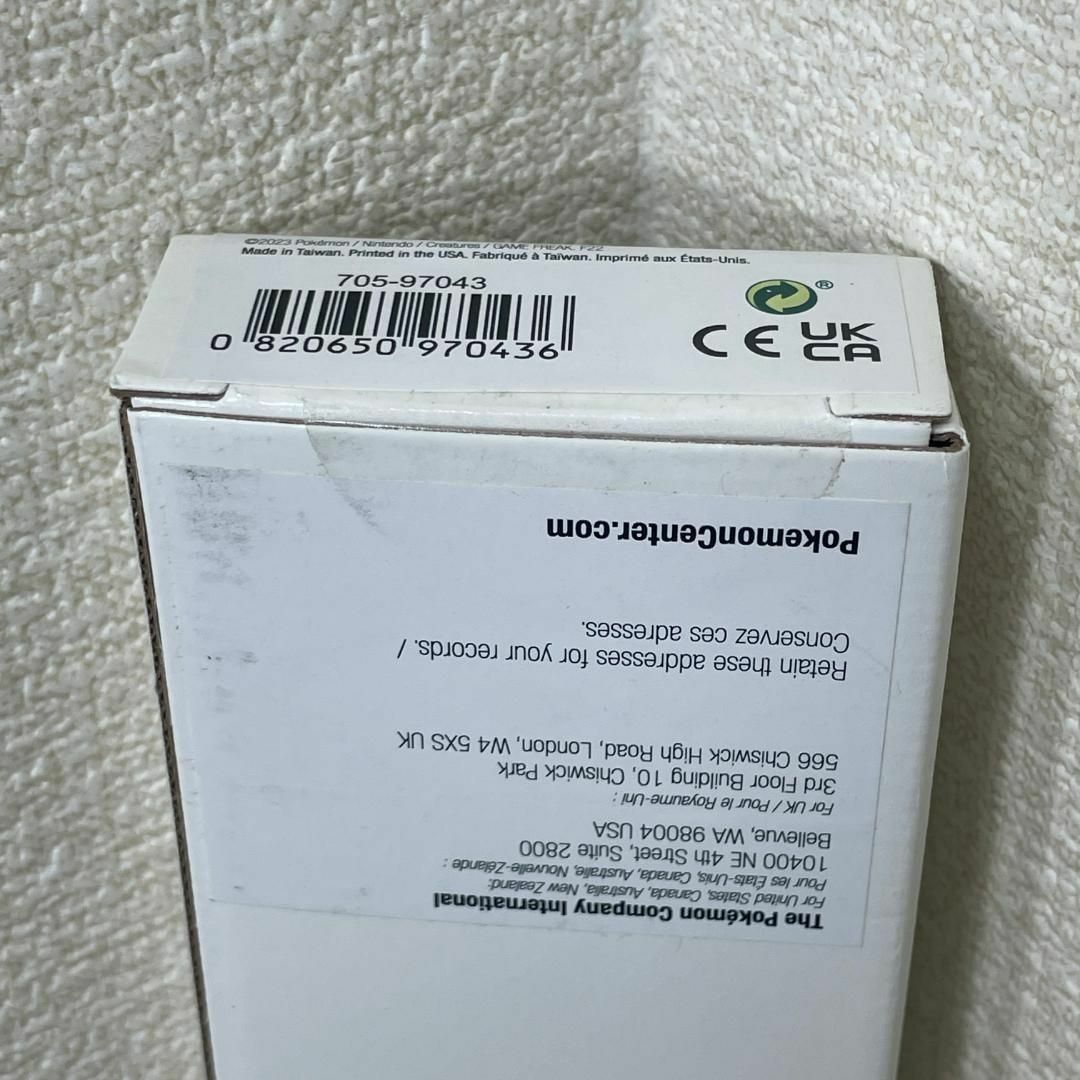 ©2023 Pokémon / Nintendo / Creatures / GAME FREAK. F22
Made in Taiwan. Printed in the USA. Fabriqué à Taïwan. Imprimé aux États-Unis.
705-97043
0 820650 970436
®
CE
UK
CA
The Pokémon Company International
For United States, Canada, Australia, New Zealand:
Pour les États-Unis, Canada, Australie, Nouvelle-Zélande :
10400 NE 4th Street, Suite 2800
Bellevue, WA 98004 USA
For UK / Pour le Royaume-Uni :
3rd Floor Building 10, Chiswick Park
566 Chiswick High Road, London, W4 5XS UK
Retain these addresses for your records. /
Conservez ces adresses.
PokemonCenter.com